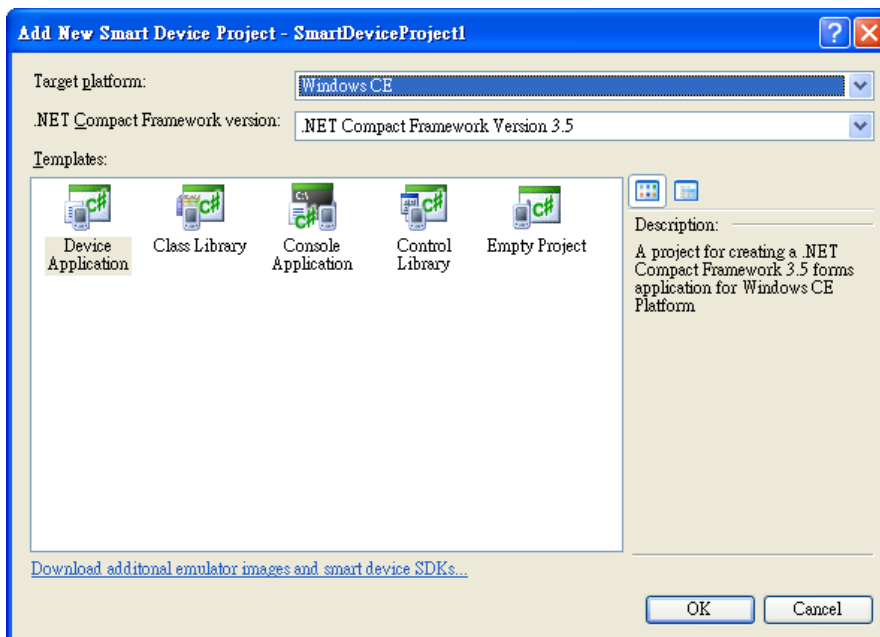 Add New Smart Device Project - SmartDeviceProject1
Target platform:
Windows CE
.NET Compact Framework version:
.NET Compact Framework Version 3.5
Templates:
Device Application
Class Library
Console Application
Control Library
Empty Project
Description:
A project for creating a .NET
Compact Framework 3.5 forms
application for Windows CE
Platform
Download additonal emulator images and smart device SDKs...
OK
Cancel